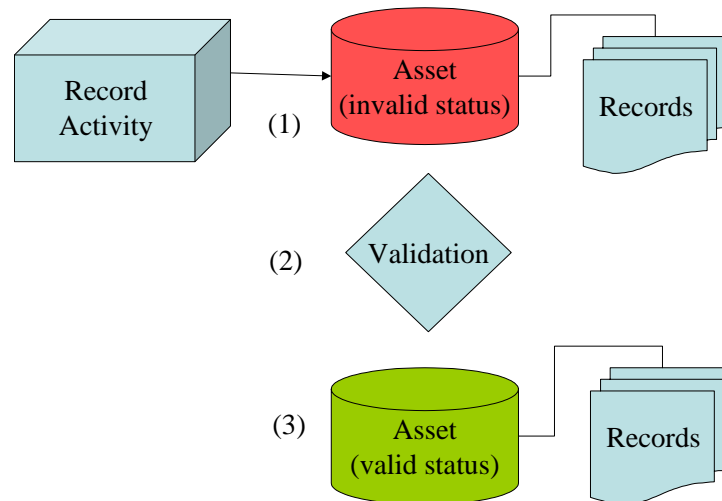 Record
Activity
(1)
Asset
(invalid status)
Records
(2)
Validation
(3)
Asset
(valid status)
Records